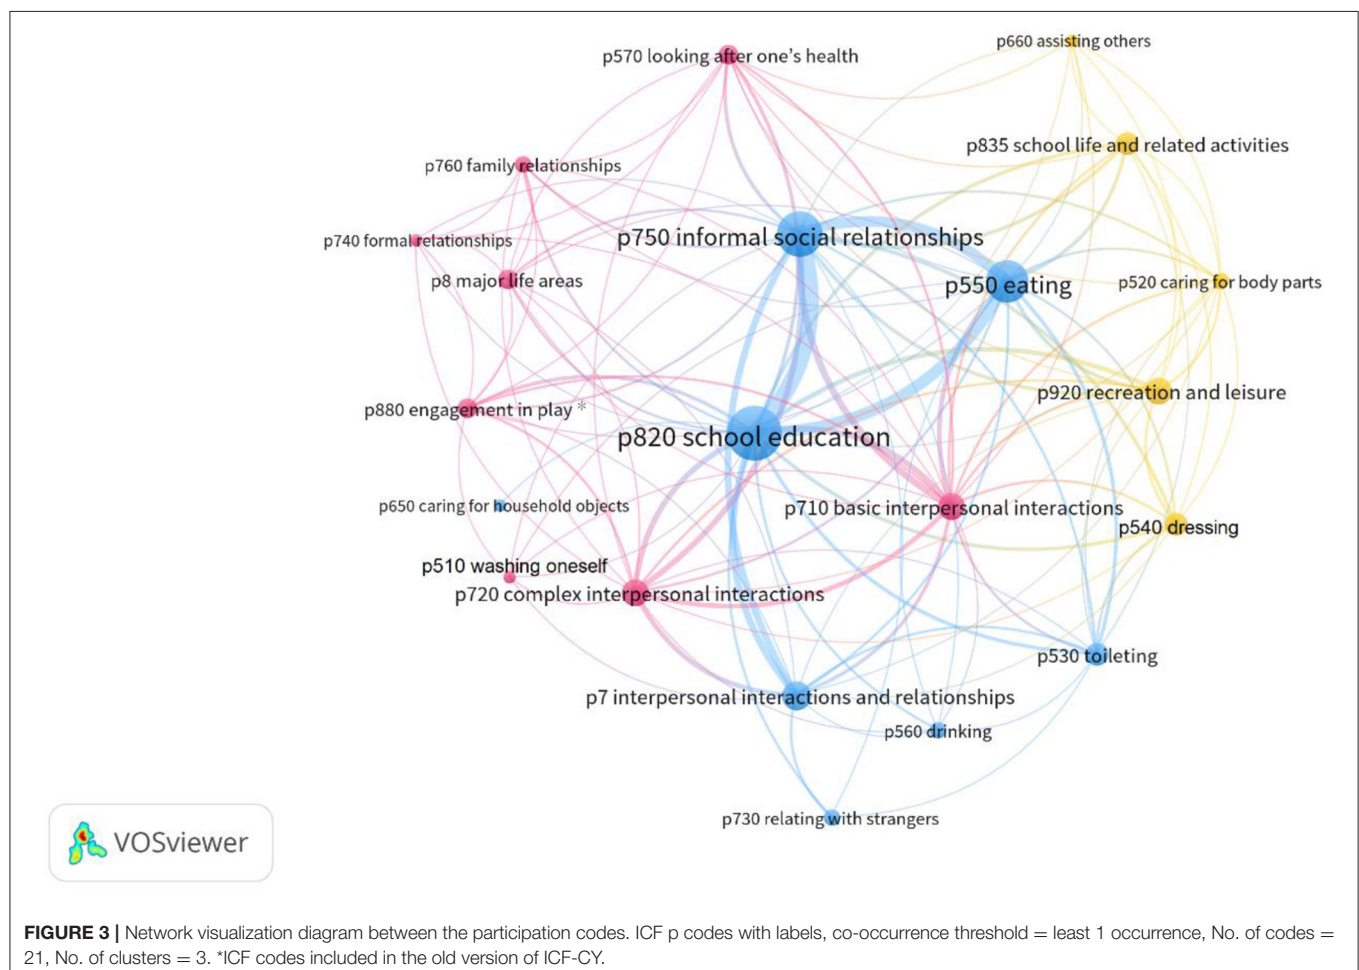 p660 assisting others
p570 looking after one's health
p835 school life and related activities
p760 family relationships
p750 informal social relationships
p740 formal relationships
p8 major life areas
p550 eating
p520 caring for body parts
p920 recreation and leisure
p880 engagement in play *
p820 school education
p650 caring for household objects
p710 basic interpersonal interactions
p540 dressing
p510 washing oneself
p720 complex interpersonal interactions
p530 toileting
p7 interpersonal interactions and relationships
p560 drinking
p730 relating with strangers
VOSviewer
FIGURE 3 | Network visualization diagram between the participation codes. ICF p codes with labels, co-occurrence threshold = least 1 occurrence, No. of codes =
21, No. of clusters = 3. *ICF codes included in the old version of ICF-CY.